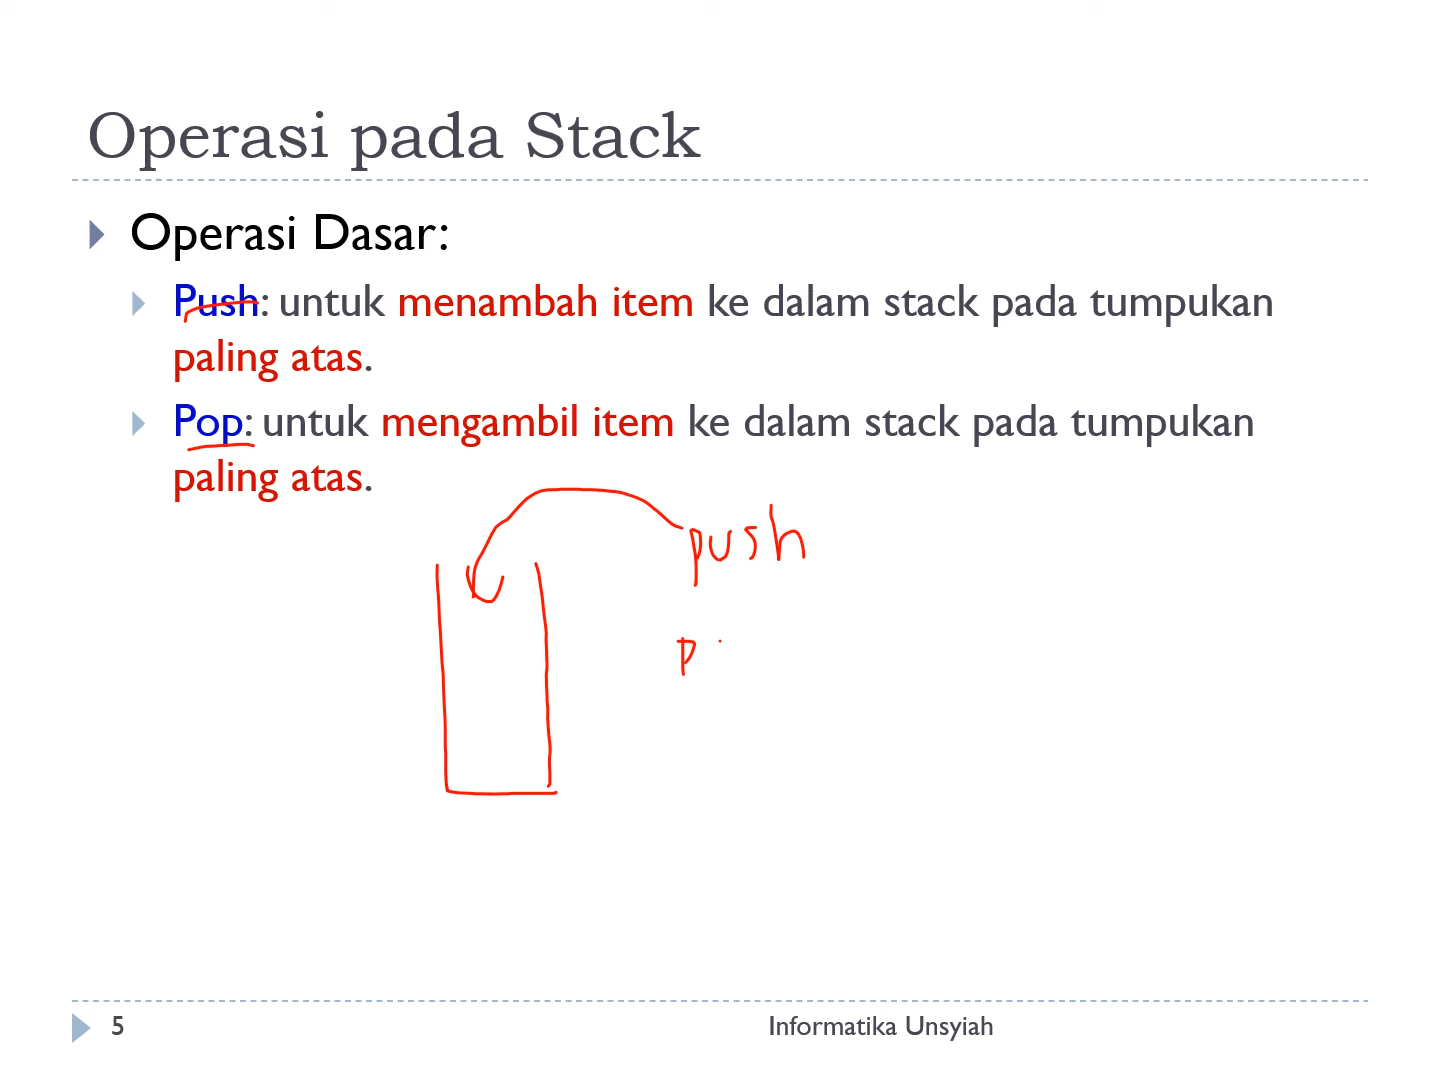 Operasi pada Stack
Operasi Dasar:
Push: untuk menambah item ke dalam stack pada tumpukan
paling atas.
Pop: untuk mengambil item ke dalam stack pada tumpukan
paling atas.
push
p
5
Informatika Unsyiah